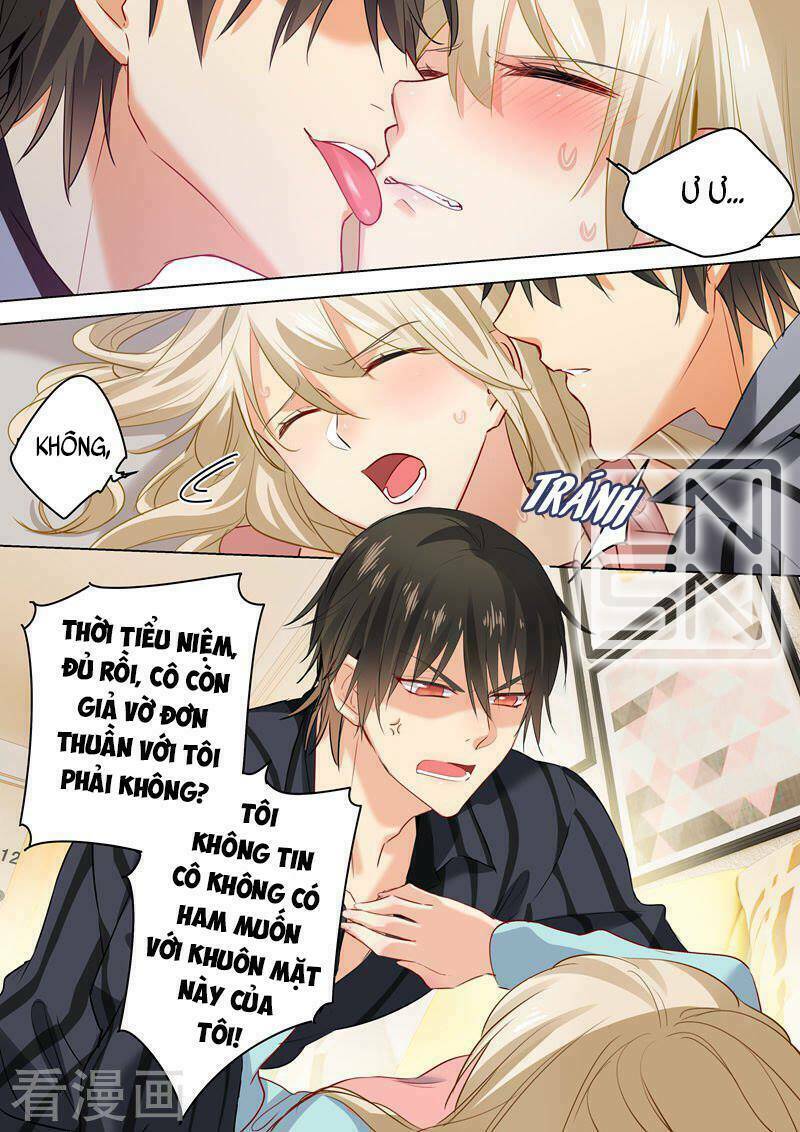 Ư Ư...
KHÔNG,
TRÁNH
THỜI TIỂU NIỆM,
ĐỦ RỒI, CÔ CÒN
GIẢ VỜ ĐƠN
THUẦN VỚI TÔI
PHẢI KHÔNG?
TÔI
KHÔNG TIN
CÔ KHÔNG CÓ
HAM MUỐN
VỚI KHUÔN MẶT
NÀY CỦA
TÔI!
12
看漫画